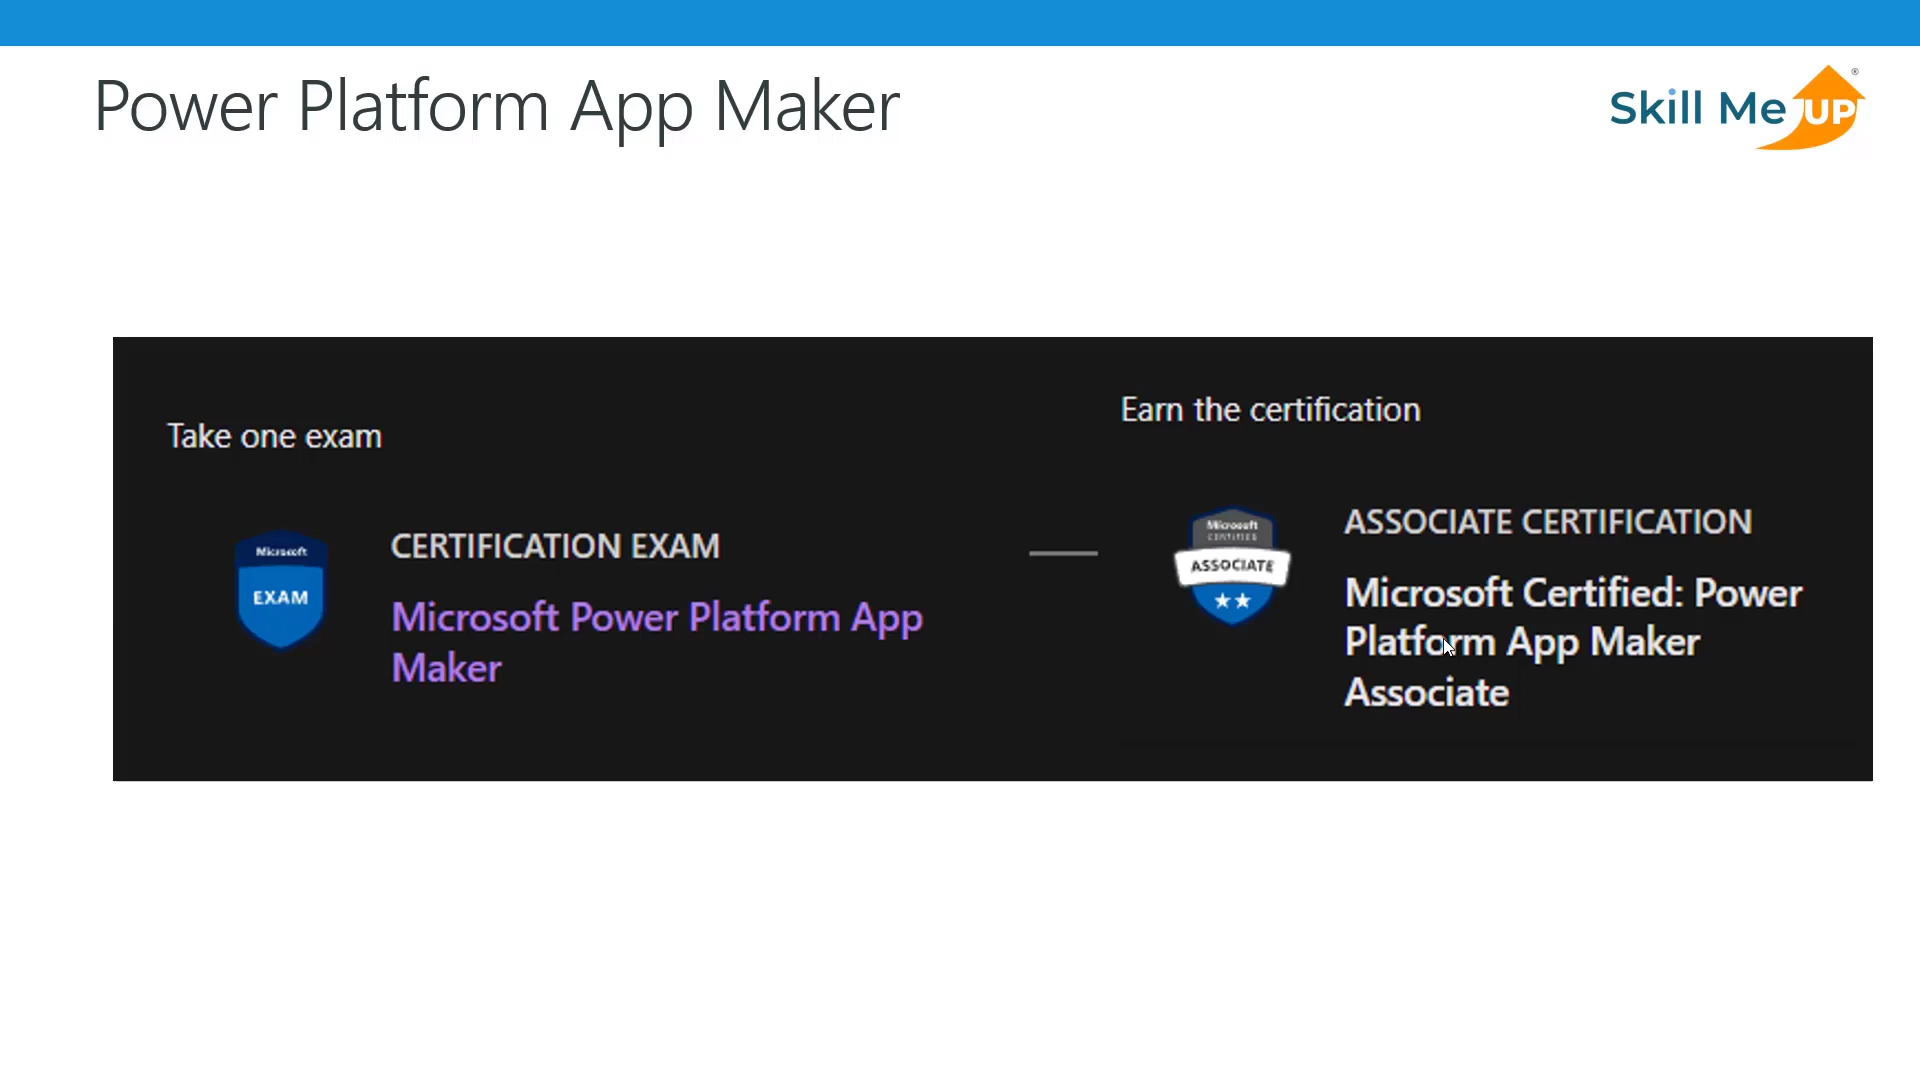 Power Platform App Maker
Skill Me UP
®
Take one exam
Microsoft
EXAM
CERTIFICATION EXAM
Microsoft Power Platform App
Maker
Earn the certification
Microsoft
CERTIFIED
ASSOCIATE
ASSOCIATE CERTIFICATION
Microsoft Certified: Power
Platform App Maker
Associate